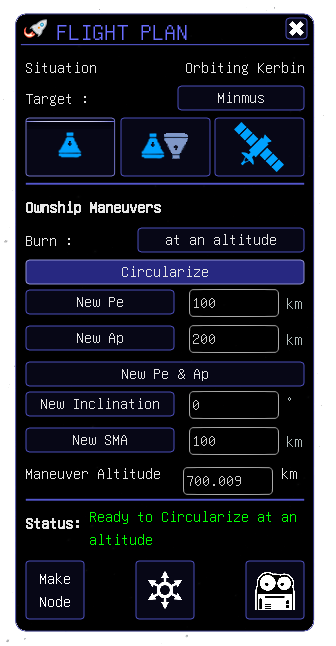 FLIGHT PLAN
Situation Orbiting Kerbin
Target : Minmus
Ownship Maneuvers
Burn : at an altitude
Circularize
New Pe 100 km
New Ap 200 km
New Pe & Ap
New Inclination 0 °
New SMA 100 km
Maneuver Altitude 700.009 km
Status: Ready to Circularize at an
altitude
Make
Node